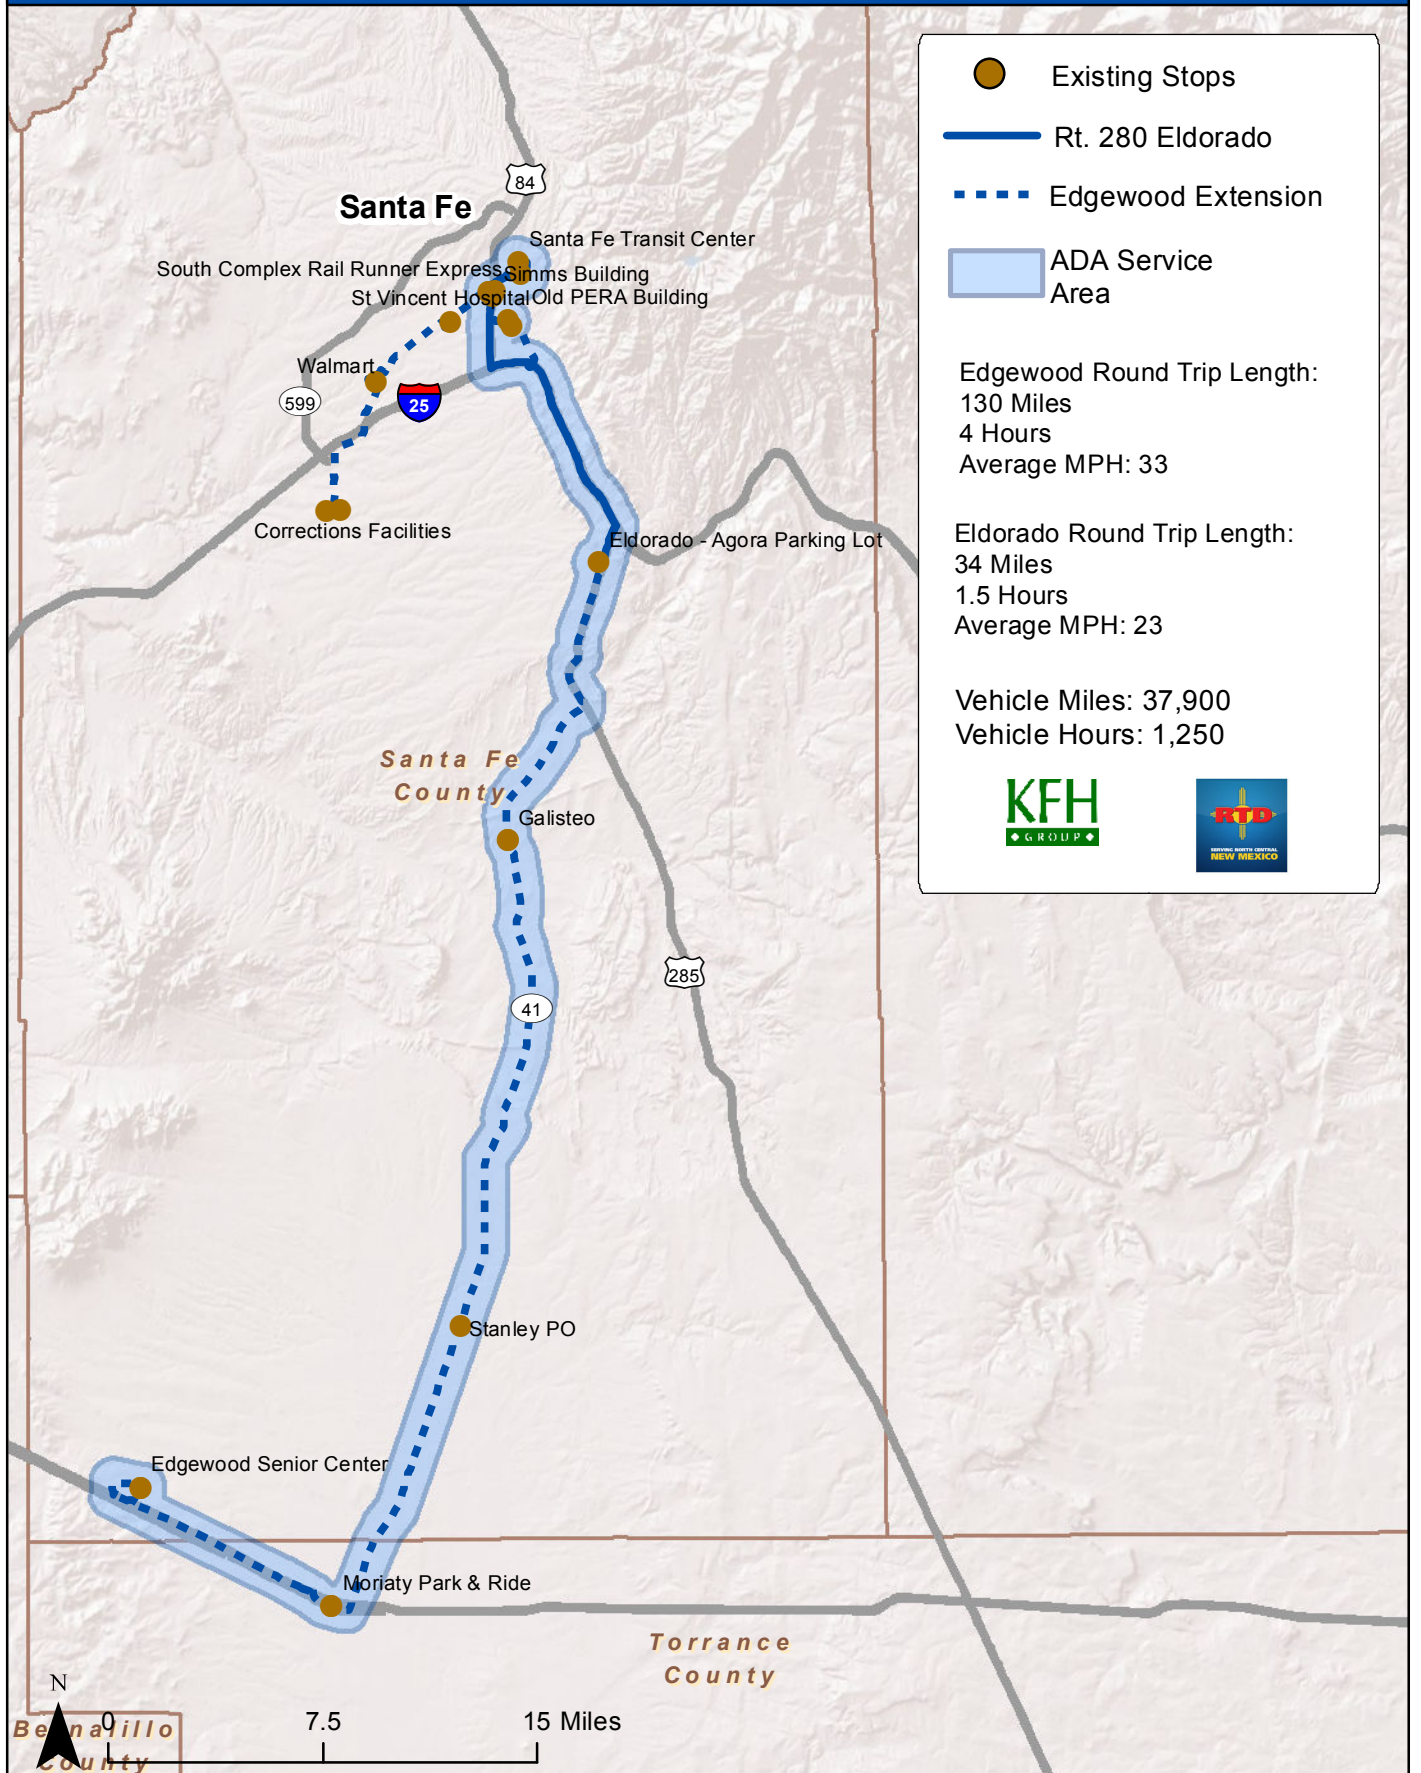 Existing Stops
Rt. 280 Eldorado
Edgewood Extension
ADA Service
Area
Edgewood Round Trip Length:
130 Miles
4 Hours
Average MPH: 33
Eldorado Round Trip Length:
34 Miles
1.5 Hours
Average MPH: 23
Vehicle Miles: 37,900
Vehicle Hours: 1,250
KFH
GROUP
RTD
SERVING NORTH CENTRAL
NEW MEXICO
84
Santa Fe
Santa Fe Transit Center
South Complex Rail Runner Express
Simms Building
St Vincent Hospital
Old PERA Building
Walmart
599
25
Corrections Facilities
Eldorado - Agora Parking Lot
Santa Fe
County
Galisteo
285
41
Stanley PO
Edgewood Senior Center
Moriaty Park & Ride
Torrance
County
N
0 7.5 15 Miles
Bernalillo
County